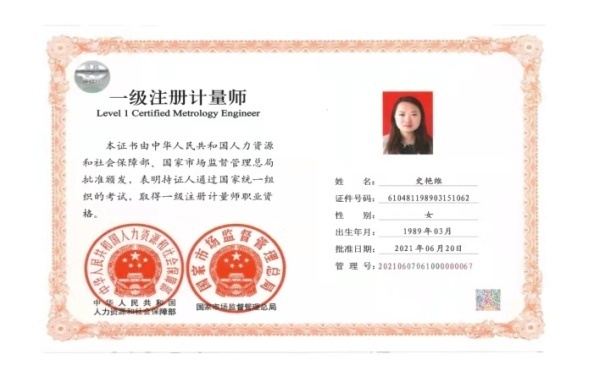 一级注册计量师
Level 1 Certified Metrology Engineer
本证书由中华人民共和国人力资源
和社会保障部、国家市场监督管理总局
批准颁发，表明持证人通过国家统一组
织的考试，取得一级注册计量师职业资
格。
中华人民共和国人力资源和社会保障部
国家市场监督管理总局
中华人民共和国
人力资源和社会保障部
国家市场监督管理总局
姓 名： 史艳维
证件号码： 610481198903151062
性 别： 女
出生年月： 1989年03月
批准日期： 2021年06月20日
管 理 号： 20210607061000000067